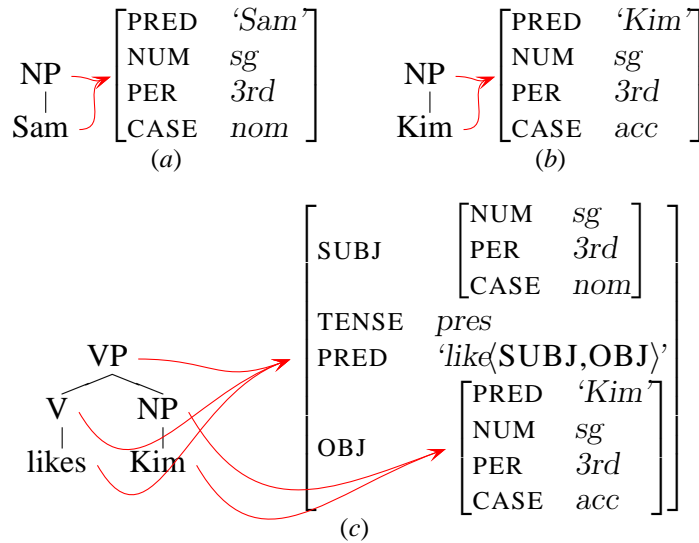 PRED ‘Sam’
NP NUM sg
PER 3rd
Sam CASE nom
(a)
PRED ‘Kim’
NP NUM sg
PER 3rd
Kim CASE acc
(b)
NUM sg
SUBJ PER 3rd
CASE nom
TENSE pres
VP PRED ‘like⟨SUBJ,OBJ⟩’
PRED ‘Kim’
V NP NUM sg
OBJ
likes Kim PER 3rd
CASE acc
(c)